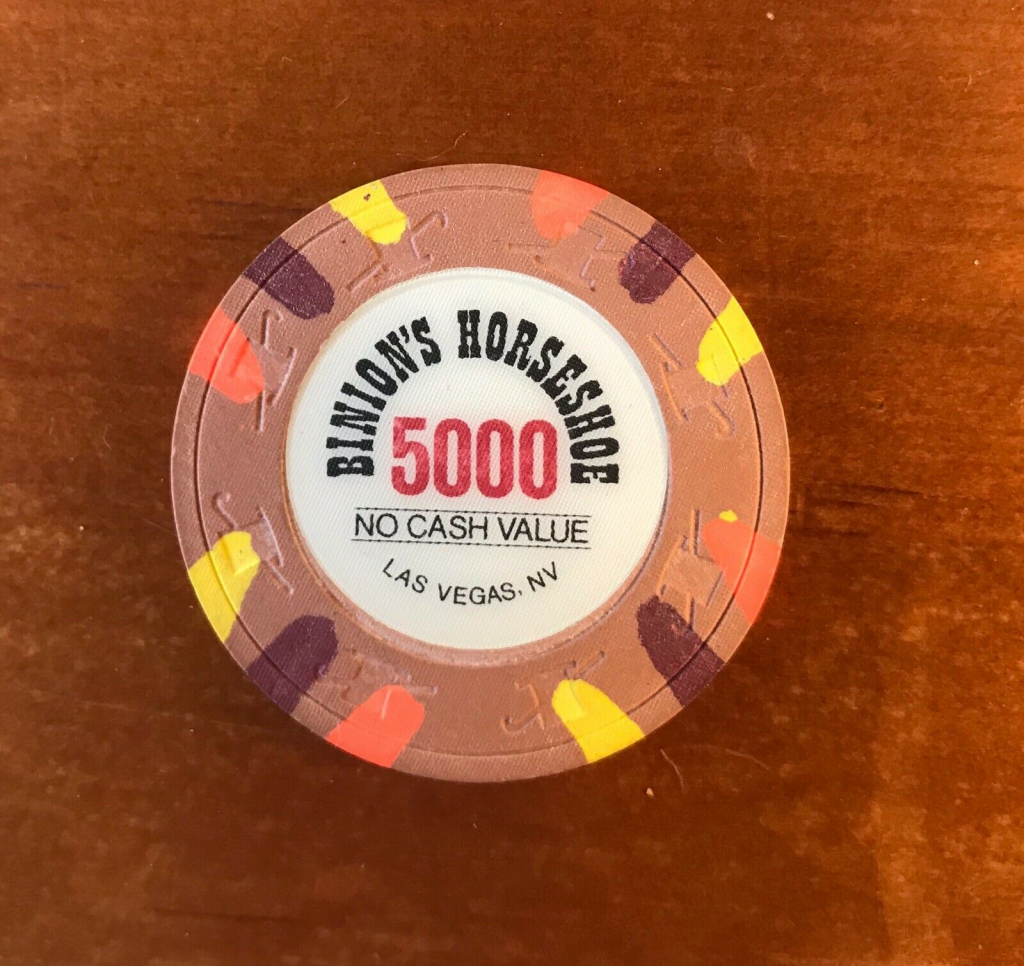 BINION'S HORSESHOE
5000
NO CASH VALUE
LAS VEGAS, NV